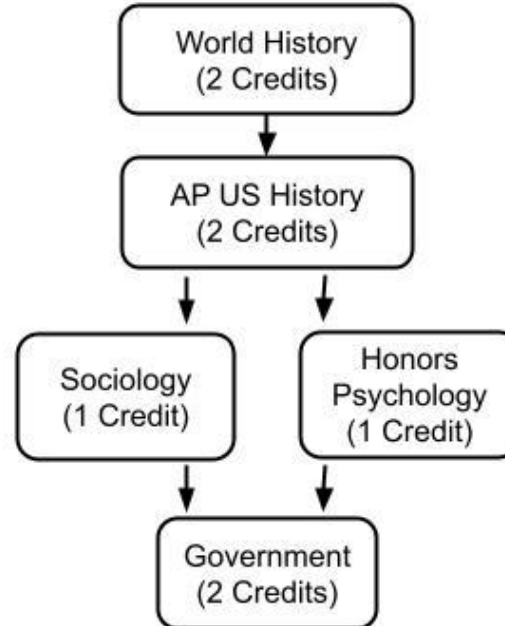 World History
(2 Credits)
AP US History
(2 Credits)
Sociology
(1 Credit)
Honors
Psychology
(1 Credit)
Government
(2 Credits)